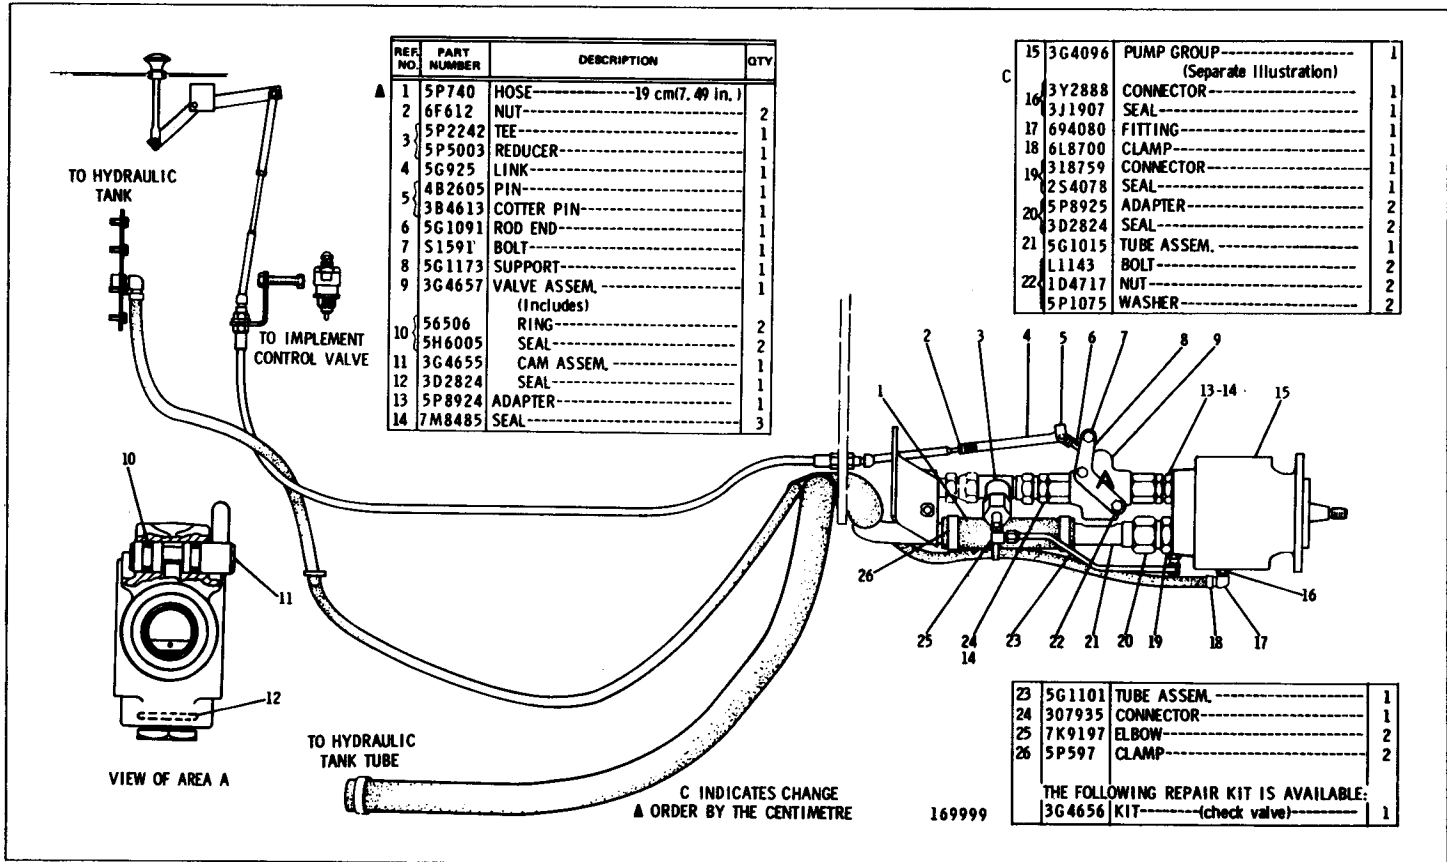 REF. NO. PART NUMBER DESCRIPTION QTY.
▲ 1 5P740 HOSE 19 cm(7.49 in.)
2 6F612 NUT 2
3 5P2242 TEE 1
5P5003 REDUCER 1
4 5G925 LINK 1
5 4B2605 PIN 1
3B4613 COTTER PIN 1
6 5G1091 ROD END 1
7 S1591 BOLT 1
8 5G1173 SUPPORT 1
9 3G4657 VALVE ASSEM. 1
(Includes)
10 5G506 RING 2
5H6005 SEAL 2
11 3G4655 CAM ASSEM. 1
12 3D2824 SEAL 1
13 5P8924 ADAPTER 1
14 7M8485 SEAL 3
C
15 3G4096 PUMP GROUP 1
(Separate Illustration)
16 3Y2888 CONNECTOR 1
3J1907 SEAL 1
17 694080 FITTING 1
18 6L8700 CLAMP 1
19 318759 CONNECTOR 1
2S4078 SEAL 1
20 5P8925 ADAPTER 2
3D2824 SEAL 2
21 5G1015 TUBE ASSEM. 1
22 L1143 BOLT 2
1D4717 NUT 2
5P1075 WASHER 2
TO HYDRAULIC
TANK
TO IMPLEMENT
CONTROL VALVE
2 3 4 5 6 7 8 9
1 13-14 15
A
26 16
25 24 23 22 21 20 19 18 17
14
10
11
12
VIEW OF AREA A
TO HYDRAULIC
TANK TUBE
C INDICATES CHANGE
▲ ORDER BY THE CENTIMETRE
169999
23 5G1101 TUBE ASSEM. 1
24 307935 CONNECTOR 1
25 7K9197 ELBOW 2
26 5P597 CLAMP 2
THE FOLLOWING REPAIR KIT IS AVAILABLE:
3G4656 KIT (check valve) 1